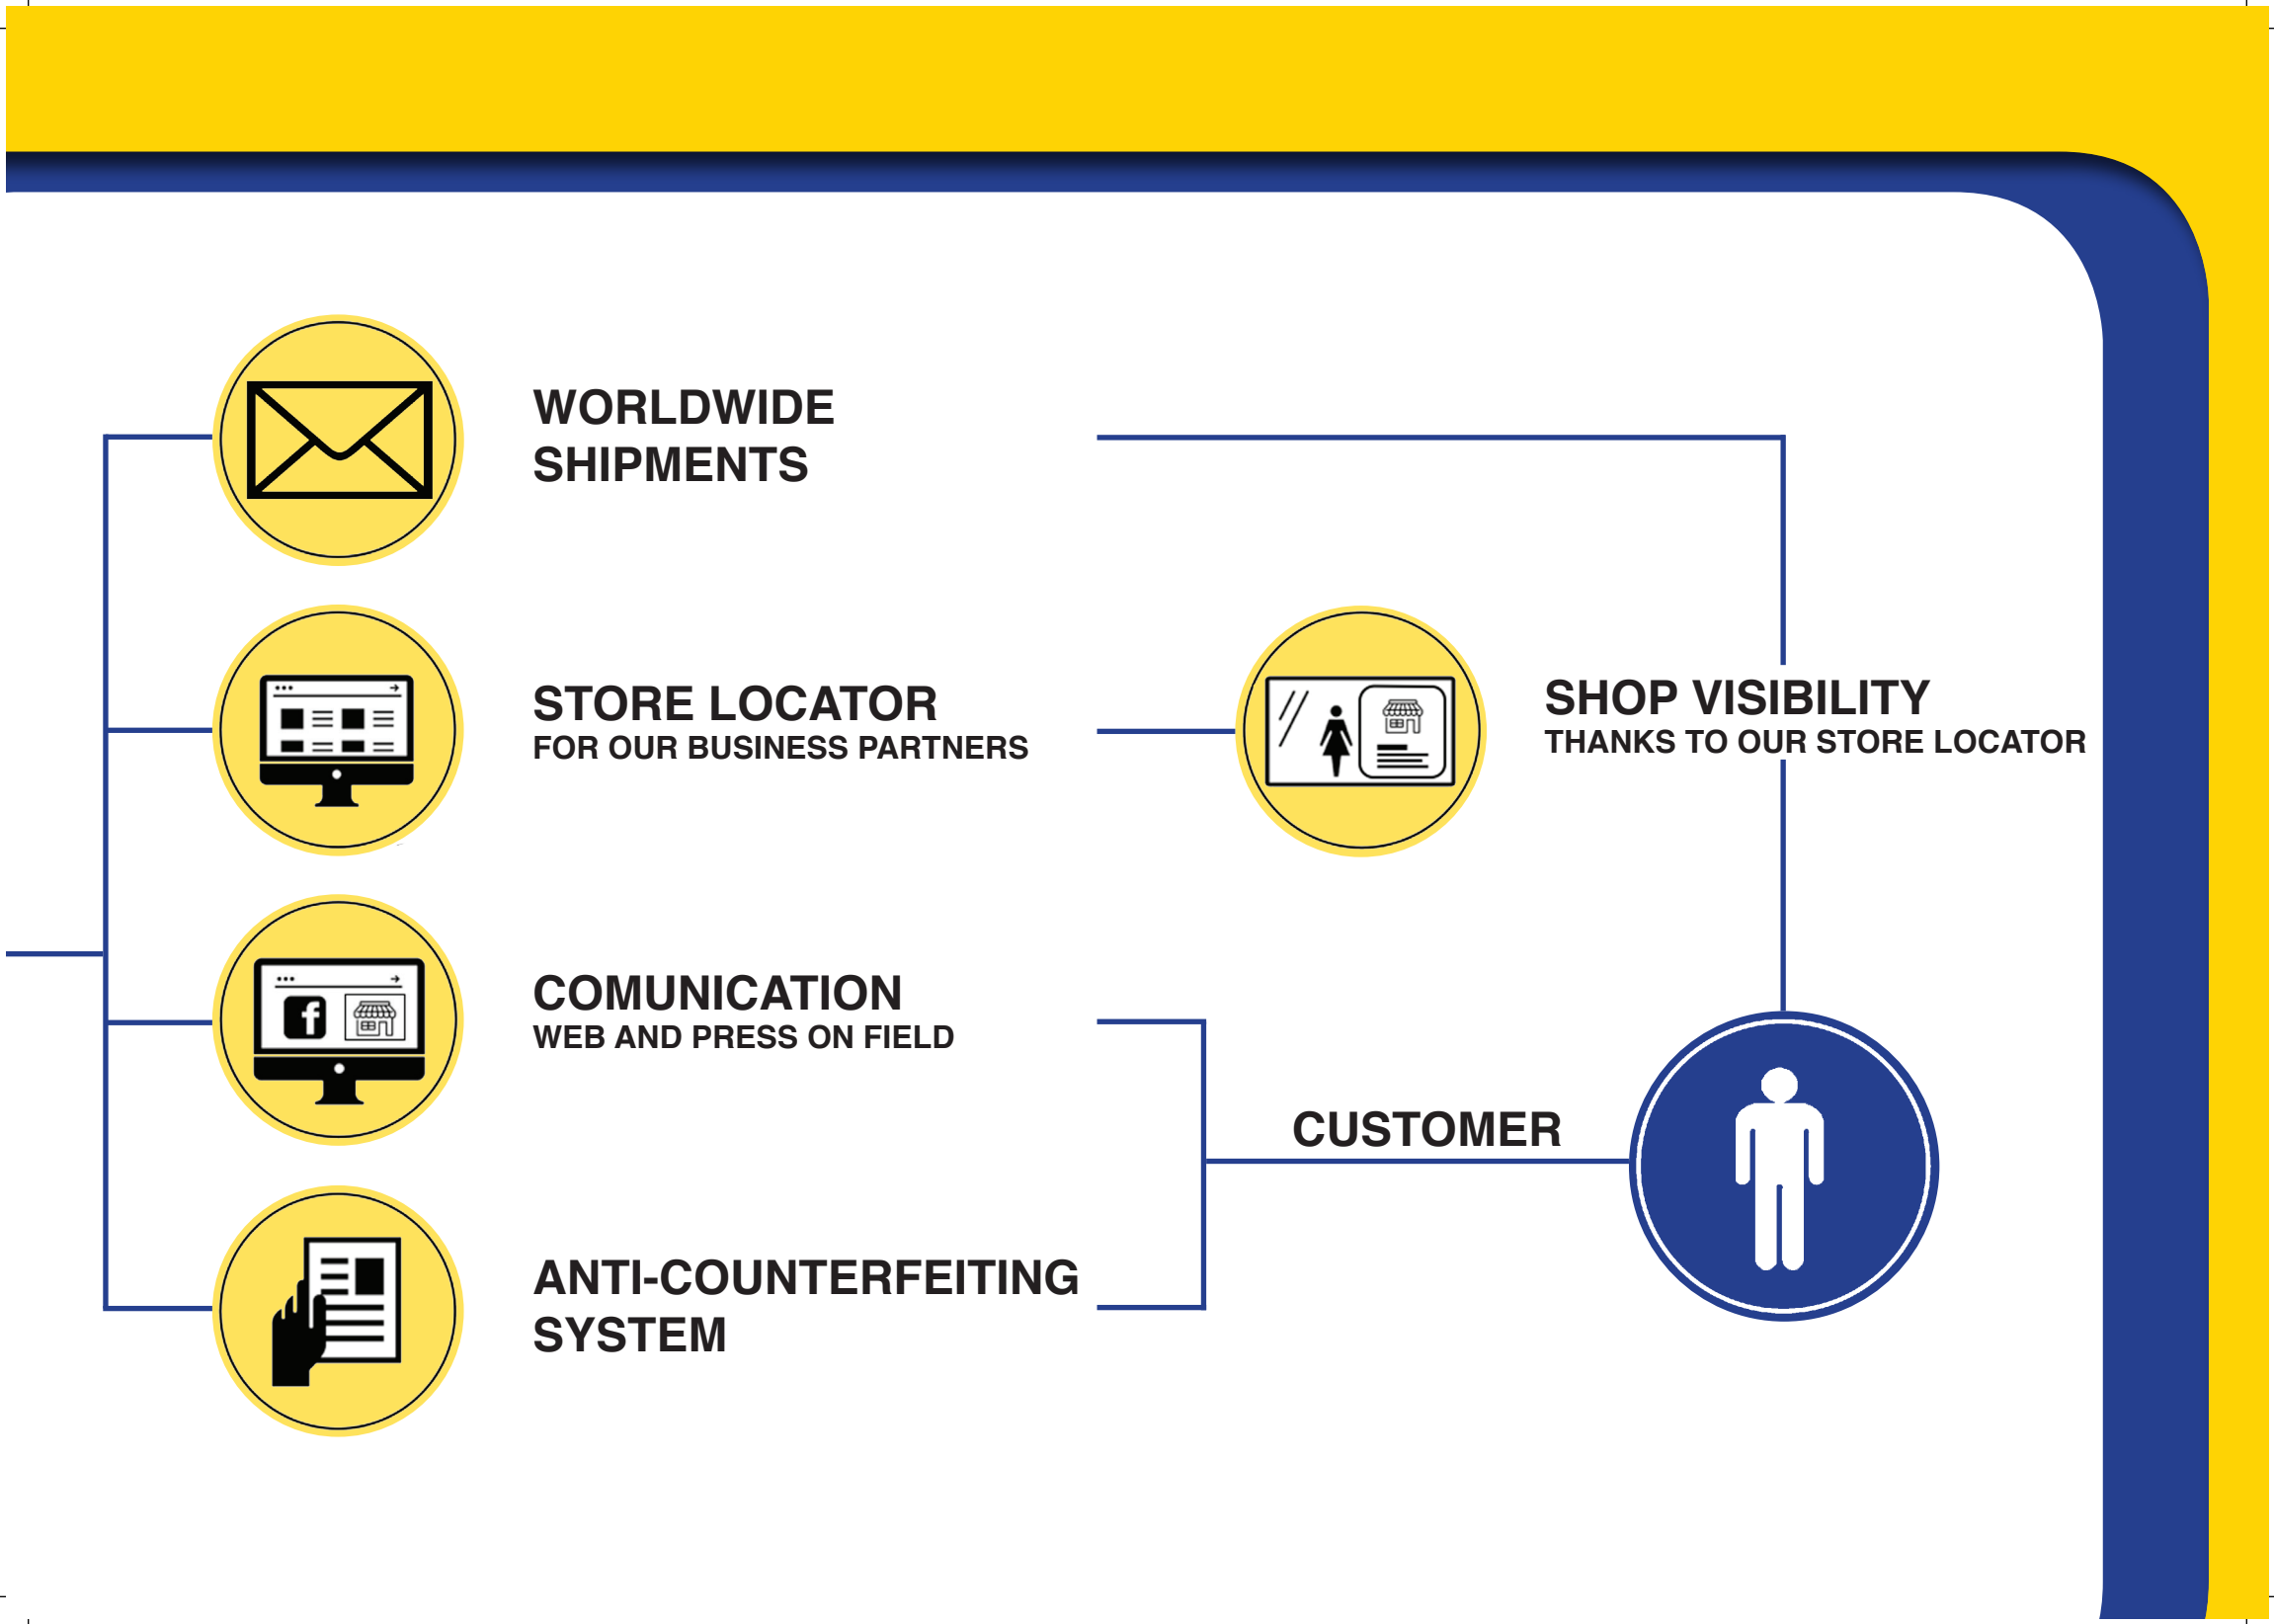 WORLDWIDE
SHIPMENTS
STORE LOCATOR
FOR OUR BUSINESS PARTNERS
SHOP VISIBILITY
THANKS TO OUR STORE LOCATOR
COMUNICATION
WEB AND PRESS ON FIELD
CUSTOMER
ANTI-COUNTERFEITING
SYSTEM